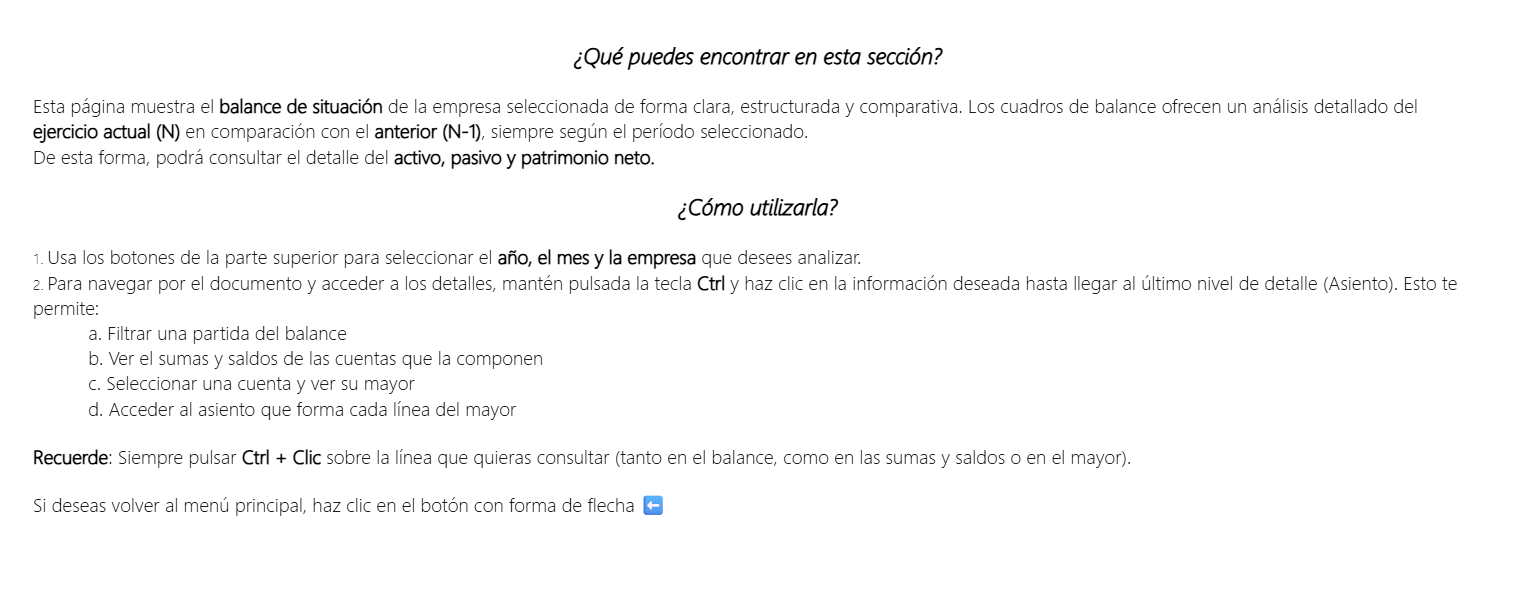 ¿Qué puedes encontrar en esta sección?
Esta página muestra el balance de situación de la empresa seleccionada de forma clara, estructurada y comparativa. Los cuadros de balance ofrecen un análisis detallado del
ejercicio actual (N) en comparación con el anterior (N-1), siempre según el período seleccionado.
De esta forma, podrá consultar el detalle del activo, pasivo y patrimonio neto.
¿Cómo utilizarla?
1. Usa los botones de la parte superior para seleccionar el año, el mes y la empresa que desees analizar.
2. Para navegar por el documento y acceder a los detalles, mantén pulsada la tecla Ctrl y haz clic en la información deseada hasta llegar al último nivel de detalle (Asiento). Esto te
permite:
a. Filtrar una partida del balance
b. Ver el sumas y saldos de las cuentas que la componen
c. Seleccionar una cuenta y ver su mayor
d. Acceder al asiento que forma cada línea del mayor
Recuerde: Siempre pulsar Ctrl + Clic sobre la línea que quieras consultar (tanto en el balance, como en las sumas y saldos o en el mayor).
Si deseas volver al menú principal, haz clic en el botón con forma de flecha ⬅